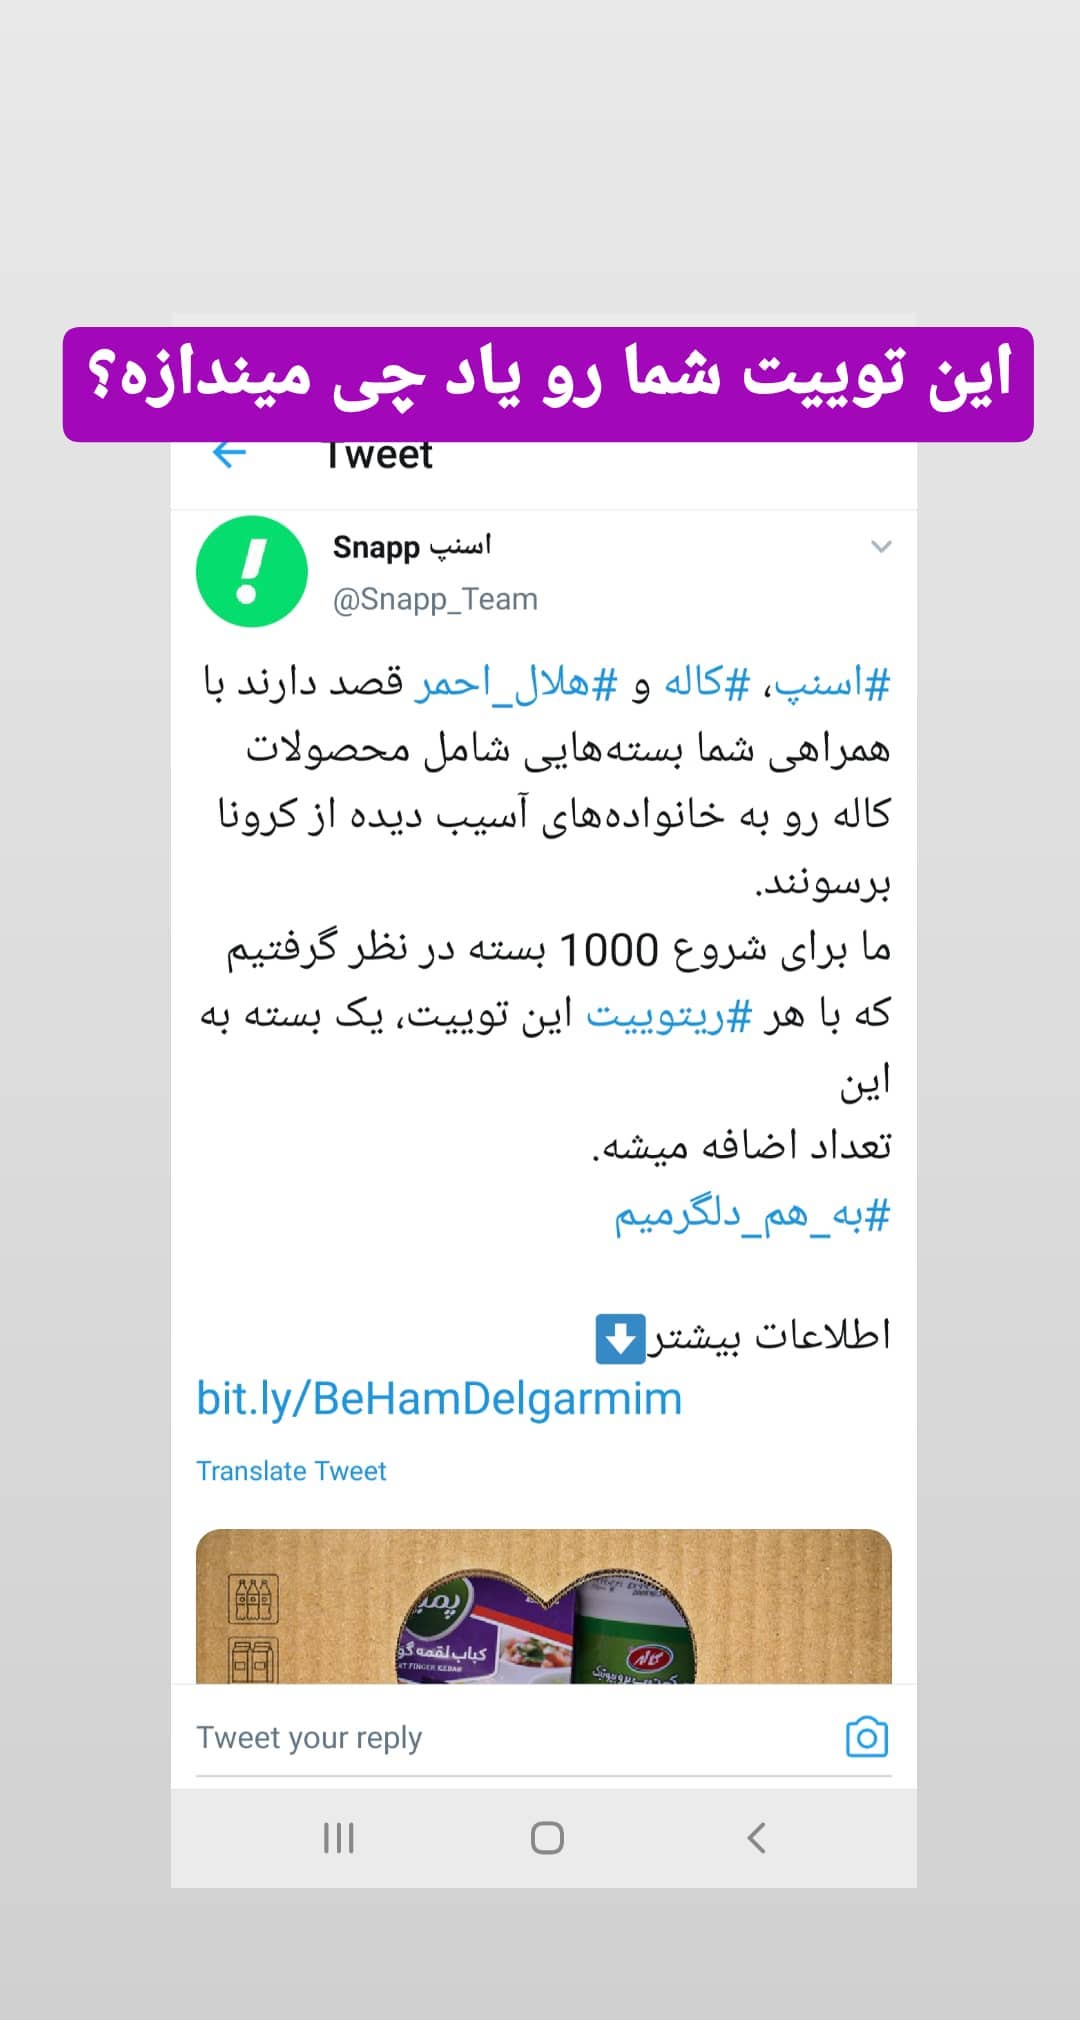 این توییت شما رو یاد چی میندازه؟
Tweet
Snapp اسنپ
@Snapp_Team
#اسنپ، #کاله و #هلال_احمر قصد دارند با
همراهی شما بسته‌هایی شامل محصولات
کاله رو به خانواده‌های آسیب دیده از کرونا
برسونند.
ما برای شروع 1000 بسته در نظر گرفتیم
که با هر #ریتوییت این توییت، یک بسته به
این
تعداد اضافه میشه.
#به_هم_دلگرمیم
اطلاعات بیشتر⬇️
bit.ly/BeHamDelgarmim
Translate Tweet
کباب لقمه
FINGER KEBAB
کاله
Tweet your reply